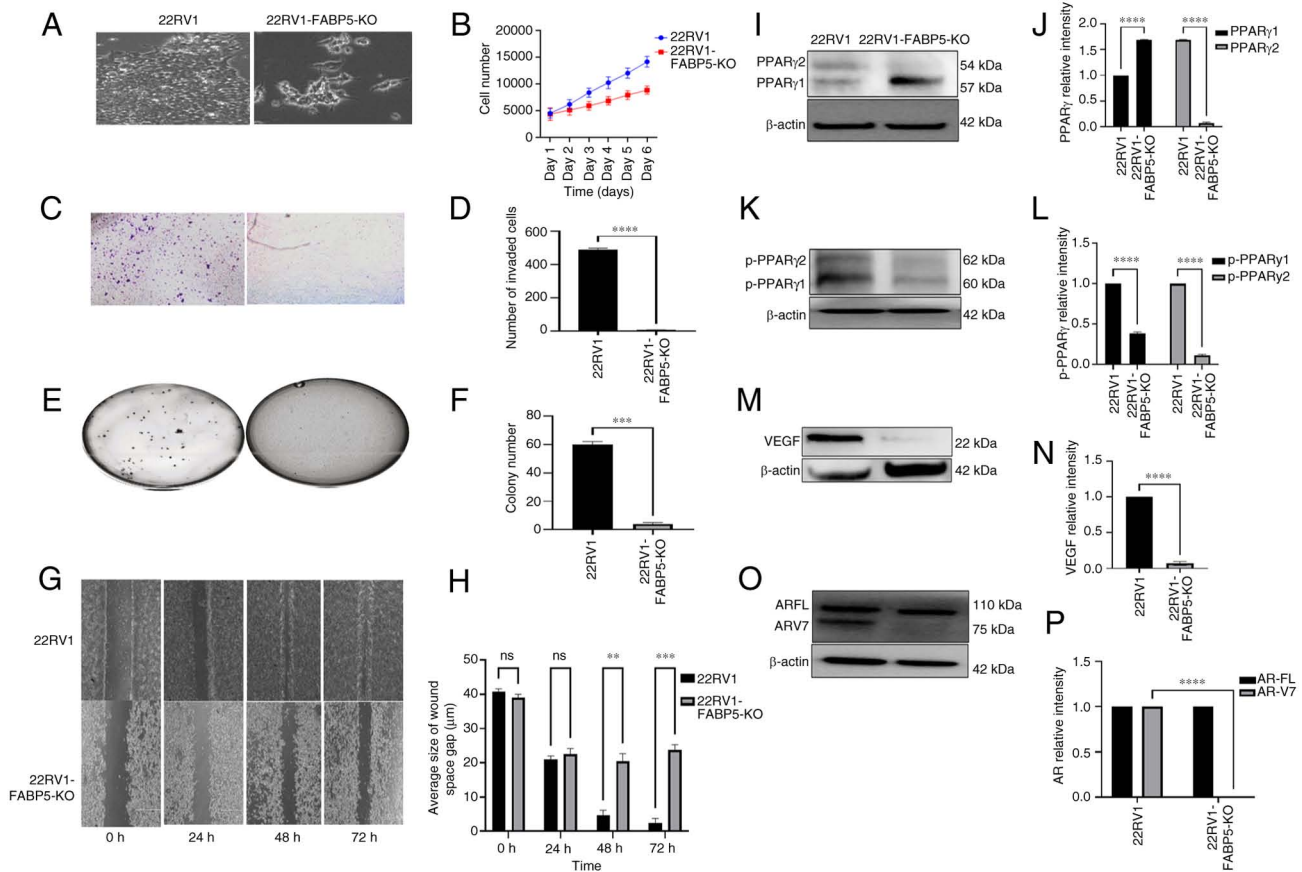 A
22RV1
22RV1-FABP5-KO
B
20000
15000
10000
5000
0
Cell number
22RV1
22RV1-
FABP5-KO
Day 1
Day 2
Day 3
Day 4
Day 5
Day 6
Time (days)
C
D
600
400
200
0
Number of invaded cells
****
22RV1
22RV1-
FABP5-KO
E
F
80
60
40
20
0
Colony number
***
22RV1
22RV1-
FABP5-KO
G
22RV1
22RV1-
FABP5-KO
0 h
24 h
48 h
72 h
H
50
40
30
20
10
0
Average size of wound
space gap (μm)
ns
ns
**
***
22RV1
22RV1-
FABP5-KO
0 h
24 h
48 h
72 h
Time
I
22RV1 22RV1-FABP5-KO
PPARγ2
54 kDa
PPARγ1
57 kDa
β-actin
42 kDa
J
2.0
1.5
1.0
0.5
0.0
PPARγ relative intensity
****
****
PPARγ1
PPARγ2
22RV1
22RV1-
FABP5-KO
22RV1
22RV1-
FABP5-KO
K
p-PPARγ2
62 kDa
p-PPARγ1
60 kDa
β-actin
42 kDa
L
1.5
1.0
0.5
0.0
p-PPARγ relative intensity
****
****
p-PPARy1
p-PPARy2
22RV1
22RV1-
FABP5-KO
22RV1
22RV1-
FABP5-KO
M
VEGF
22 kDa
β-actin
42 kDa
N
1.5
1.0
0.5
0.0
VEGF relative intensity
****
22RV1
22RV1-
FABP5-KO
O
ARFL
110 kDa
ARV7
75 kDa
β-actin
42 kDa
P
1.5
1.0
0.5
0.0
AR relative intensity
****
AR-FL
AR-V7
22RV1
22RV1-
FABP5-KO